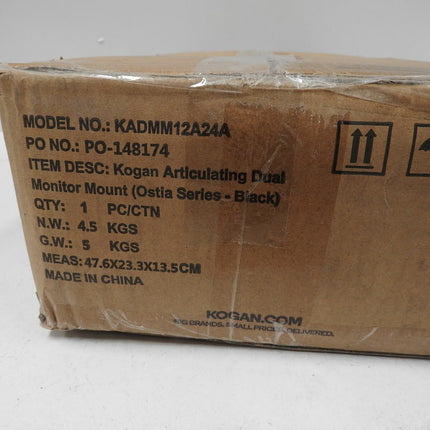 MODEL NO.: KADMM12A24A
PO NO.: PO-148174
ITEM DESC: Kogan Articulating Dual
Monitor Mount (Ostia Series - Black)
QTY: 1 PC/CTN
N.W.: 4.5 KGS
G.W.: 5 KGS
MEAS: 47.6X23.3X13.5CM
MADE IN CHINA
KOGAN.COM
BIG BRANDS. SMALL PRICES. DELIVERED.